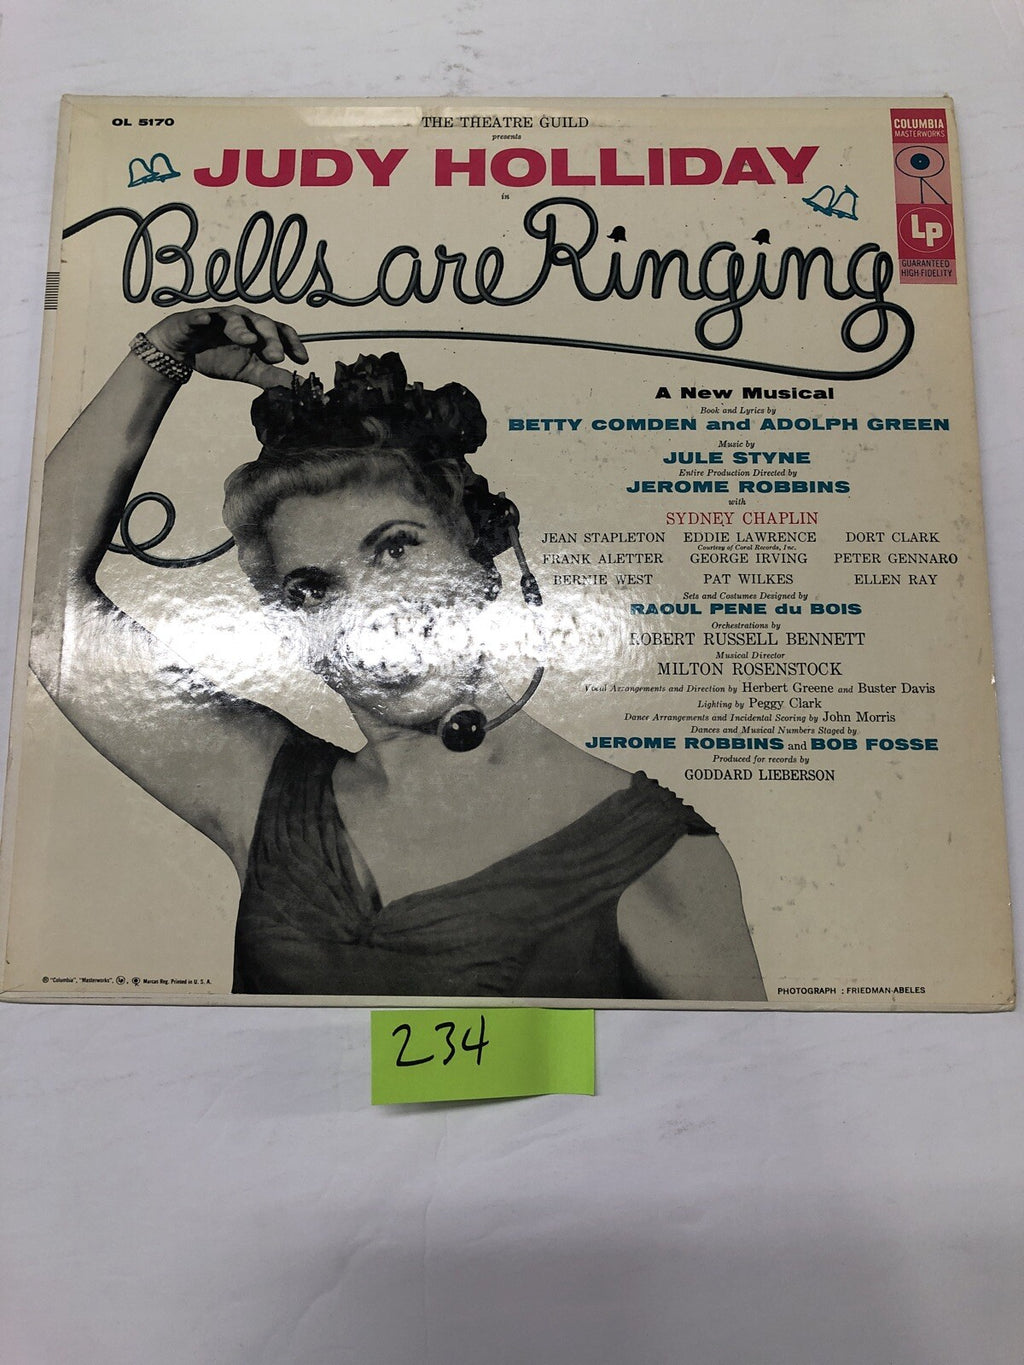 OL 5170
THE THEATRE GUILD
presents
JUDY HOLLIDAY
in
Bells are Ringing
COLUMBIA
MASTERWORKS
Lp
GUARANTEED
HIGH-FIDELITY
A New Musical
Book and Lyrics by
BETTY COMDEN and ADOLPH GREEN
Music by
JULE STYNE
Entire Production Directed by
JEROME ROBBINS
with
SYDNEY CHAPLIN
JEAN STAPLETON EDDIE LAWRENCE DORT CLARK
Courtesy of Coral Records, Inc.
FRANK ALETTER GEORGE IRVING PETER GENNARO
BERNIE WEST PAT WILKES ELLEN RAY
Sets and Costumes Designed by
RAOUL PENE du BOIS
Orchestrations by
ROBERT RUSSELL BENNETT
Musical Director
MILTON ROSENSTOCK
Vocal Arrangements and Direction by Herbert Greene and Buster Davis
Lighting by Peggy Clark
Dance Arrangements and Incidental Scoring by John Morris
Dances and Musical Numbers Staged by
JEROME ROBBINS and BOB FOSSE
Produced for records by
GODDARD LIEBERSON
® "Columbia", "Masterworks", Marcas Reg. Printed in U. S. A.
PHOTOGRAPH : FRIEDMAN-ABELES
234